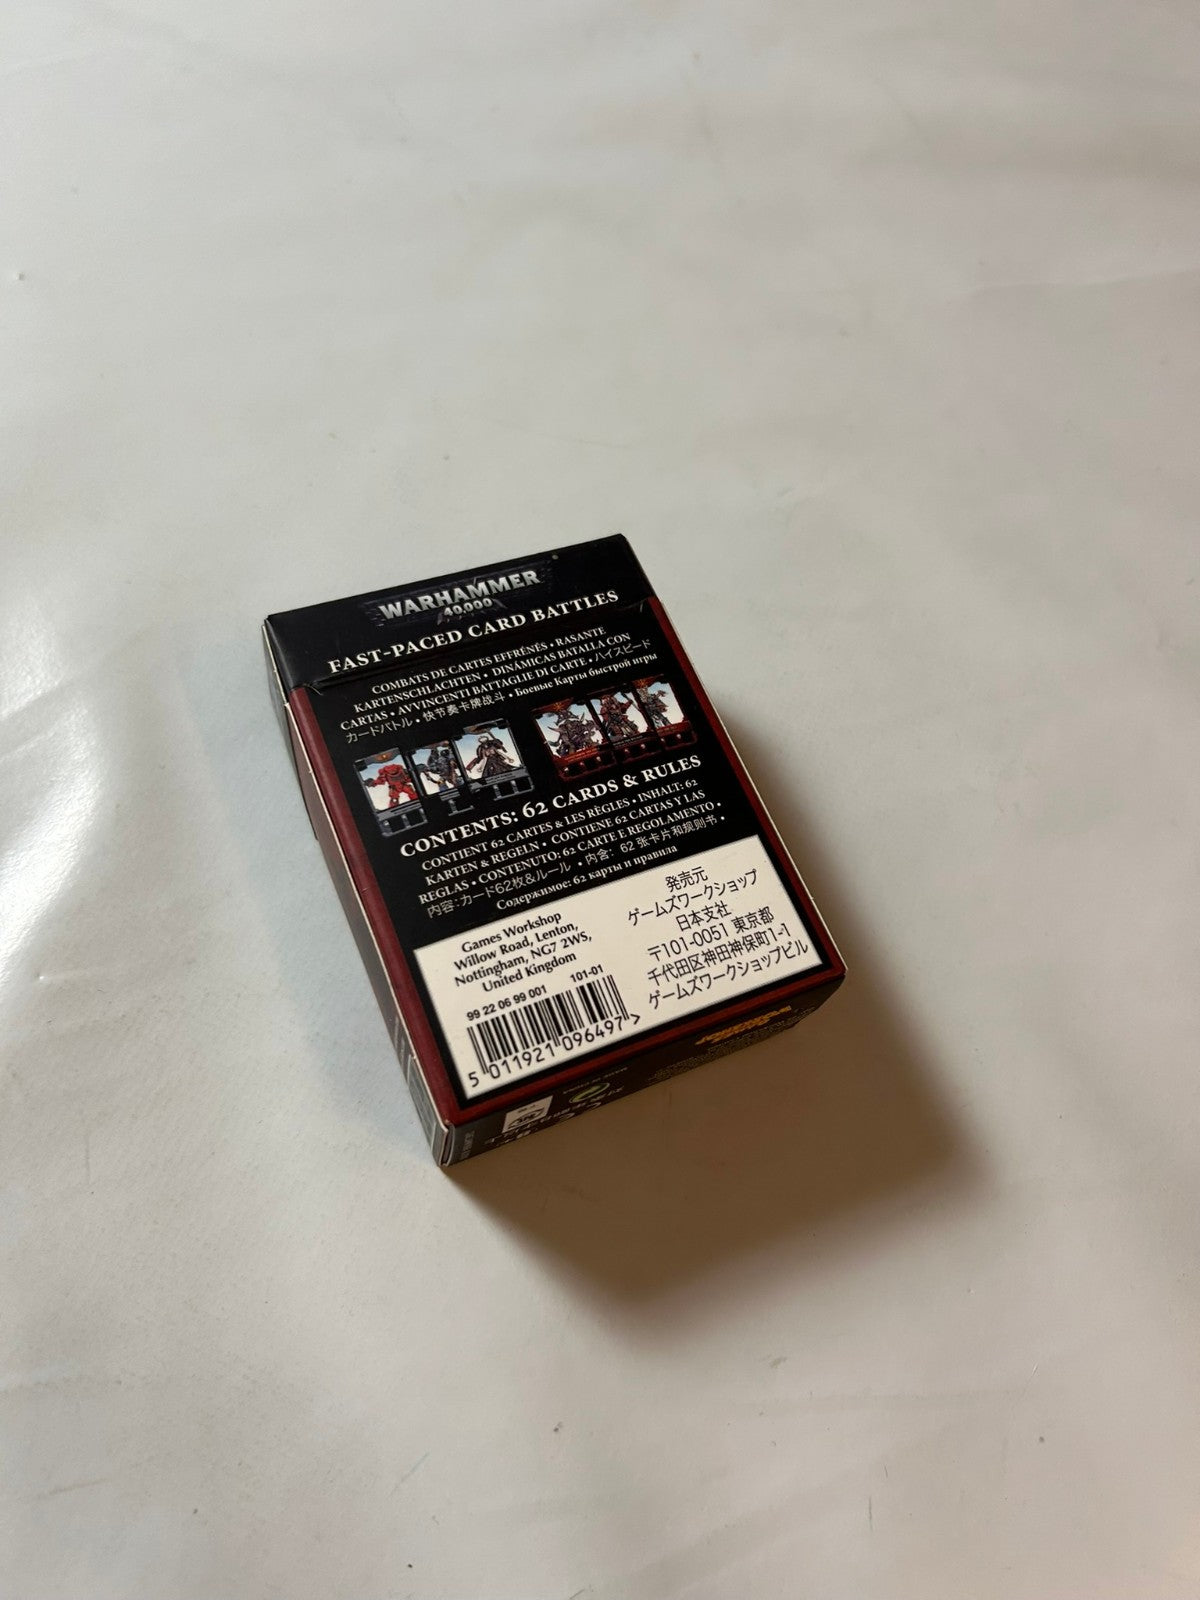 WARHAMMER
40,000
FAST-PACED CARD BATTLES
COMBATS DE CARTES EFFRÉNÉS • RASANTE
KARTENSCHLACHTEN • DINÁMICAS BATALLA CON
CARTAS • AVVINCENTI BATTAGLIE DI CARTE • ハイスピード
カードバトル • 快节奏卡牌战斗 • Боевые Карты быстрой игры
CONTENTS: 62 CARDS & RULES
CONTIENT 62 CARTES & LES RÈGLES • INHALT: 62
KARTEN & REGELN • CONTIENE 62 CARTAS Y LAS
REGLAS • CONTENUTO: 62 CARTE E REGOLAMENTO •
内容:カード62枚&ルール • 内含: 62 张卡片和规则书 •
Содержимое: 62 карты и правила
Games Workshop
Willow Road, Lenton,
Nottingham, NG7 2WS,
United Kingdom
99 22 06 99 001 101-01
5 011921 096497 >
発売元
ゲームズワークショップ
日本支社
〒101-0051 東京都
千代田区神田神保町1-1
ゲームズワークショップビル
MADE IN CHINA